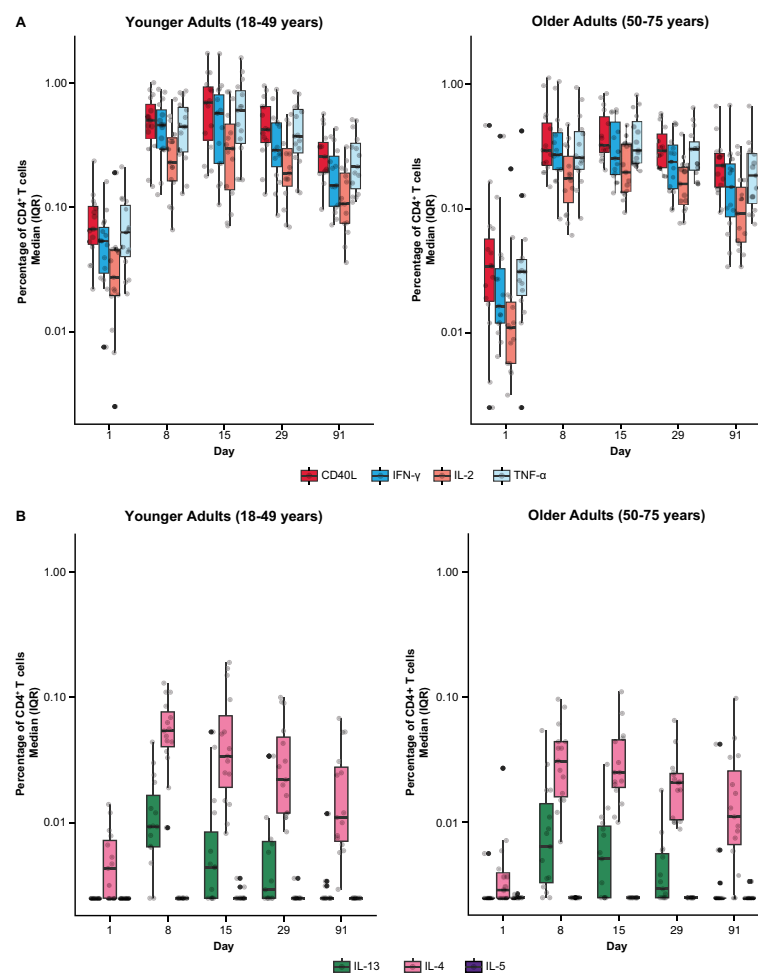 A
Younger Adults (18-49 years)
Older Adults (50-75 years)
Percentage of CD4⁺ T cells
Median (IQR)
1.00
0.10
0.01
1 8 15 29 91
Day
Percentage of CD4⁺ T cells
Median (IQR)
1.00
0.10
0.01
1 8 15 29 91
Day
CD40L IFN-γ IL-2 TNF-α
B
Younger Adults (18-49 years)
Older Adults (50-75 years)
Percentage of CD4⁺ T cells
Median (IQR)
1.00
0.10
0.01
1 8 15 29 91
Day
Percentage of CD4+ T cells
Median (IQR)
1.00
0.10
0.01
1 8 15 29 91
Day
IL-13 IL-4 IL-5